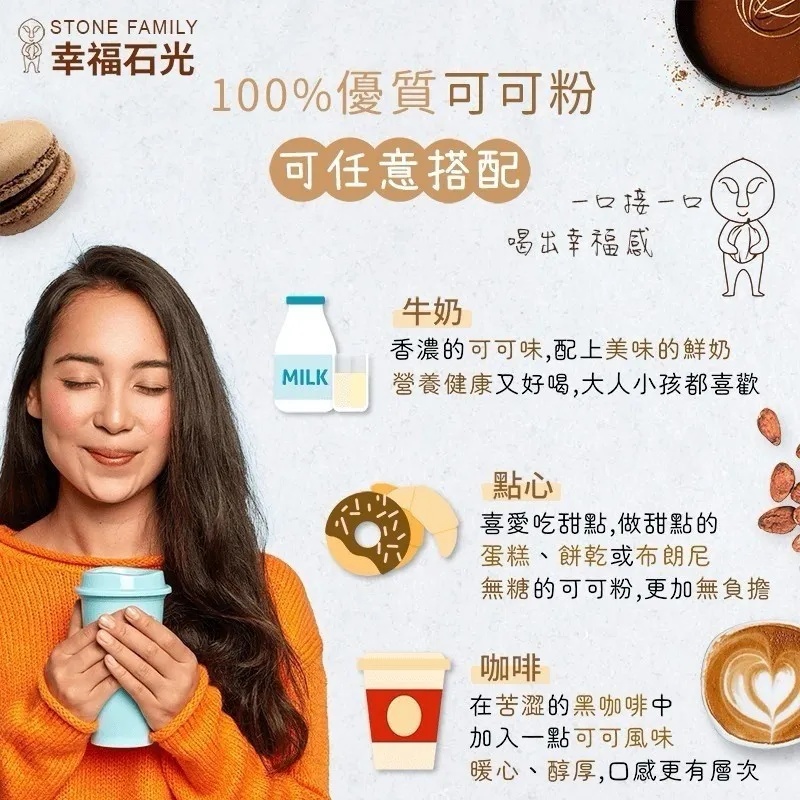 STONE FAMILY
幸福石光
100%優質可可粉
可任意搭配
一口接一口
喝出幸福感
牛奶
香濃的可可味,配上美味的鮮奶
營養健康又好喝,大人小孩都喜歡
MILK
點心
喜愛吃甜點,做甜點的
蛋糕、餅乾或布朗尼
無糖的可可粉,更加無負擔
咖啡
在苦澀的黑咖啡中
加入一點可可風味
暖心、醇厚,口感更有層次